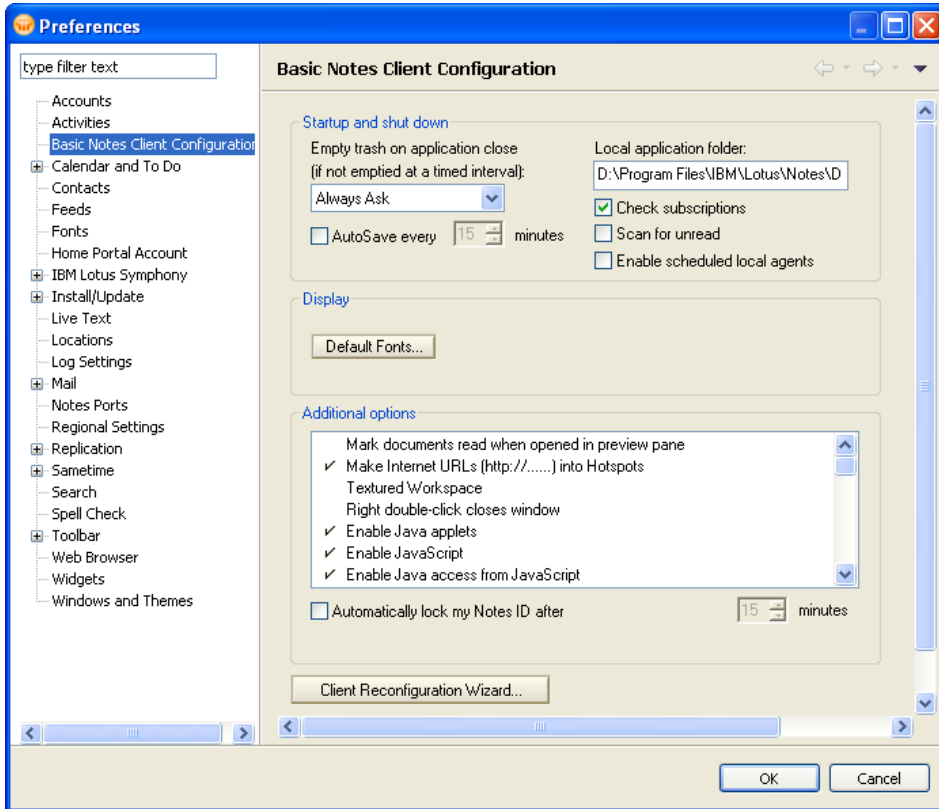 Preferences
type filter text
Accounts
Activities
Basic Notes Client Configuration
Calendar and To Do
Contacts
Feeds
Fonts
Home Portal Account
IBM Lotus Symphony
Install/Update
Live Text
Locations
Log Settings
Mail
Notes Ports
Regional Settings
Replication
Sametime
Search
Spell Check
Toolbar
Web Browser
Widgets
Windows and Themes
Basic Notes Client Configuration
Startup and shut down
Empty trash on application close
(if not emptied at a timed interval):
Always Ask
AutoSave every 15 minutes
Local application folder:
D:\Program Files\IBM\Lotus\Notes\D
Check subscriptions
Scan for unread
Enable scheduled local agents
Display
Default Fonts...
Additional options
Mark documents read when opened in preview pane
Make Internet URLs (http://......) into Hotspots
Textured Workspace
Right double-click closes window
Enable Java applets
Enable JavaScript
Enable Java access from JavaScript
Automatically lock my Notes ID after 15 minutes
Client Reconfiguration Wizard...
OK
Cancel